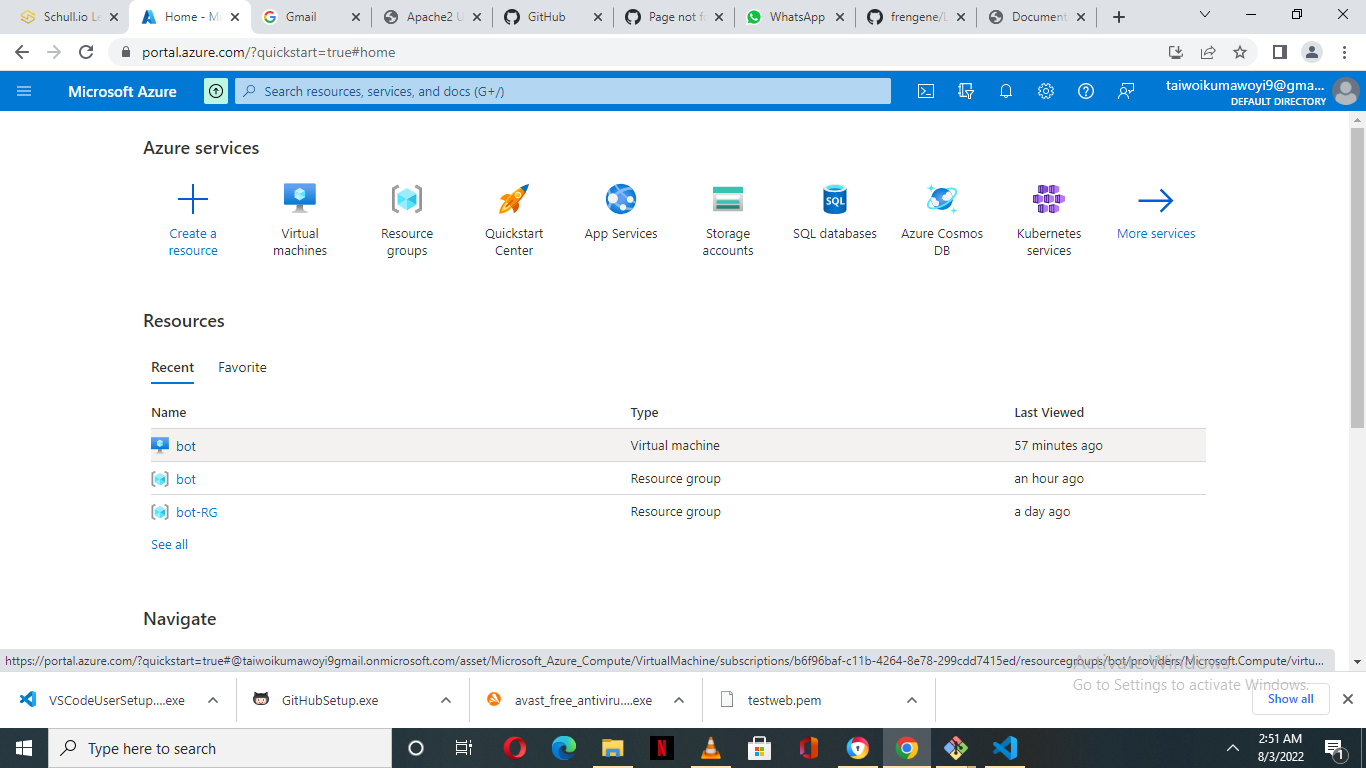 Schull.io Le
Home - Mi
Gmail
Apache2 U
GitHub
Page not fo
WhatsApp
frengene/L
Document
portal.azure.com/?quickstart=true#home
Microsoft Azure
Search resources, services, and docs (G+/)
taiwoikumawoyi9@gma...
DEFAULT DIRECTORY
Azure services
Create a resource
Virtual machines
Resource groups
Quickstart Center
App Services
Storage accounts
SQL
SQL databases
Azure Cosmos DB
Kubernetes services
More services
Resources
Recent Favorite
Name Type Last Viewed
bot Virtual machine 57 minutes ago
bot Resource group an hour ago
bot-RG Resource group a day ago
See all
Navigate
https://portal.azure.com/?quickstart=true#@taiwoikumawoyi9gmail.onmicrosoft.com/asset/Microsoft_Azure_Compute/VirtualMachine/subscriptions/b6f96baf-c11b-4264-8e78-299cdd7415ed/resourcegroups/bot/providers/Microsoft.Compute/virtu...
Activate Windows
Go to Settings to activate Windows.
VSCodeUserSetup....exe
GitHubSetup.exe
avast_free_antiviru....exe
testweb.pem
Show all
Type here to search
N
2:51 AM
8/3/2022
1